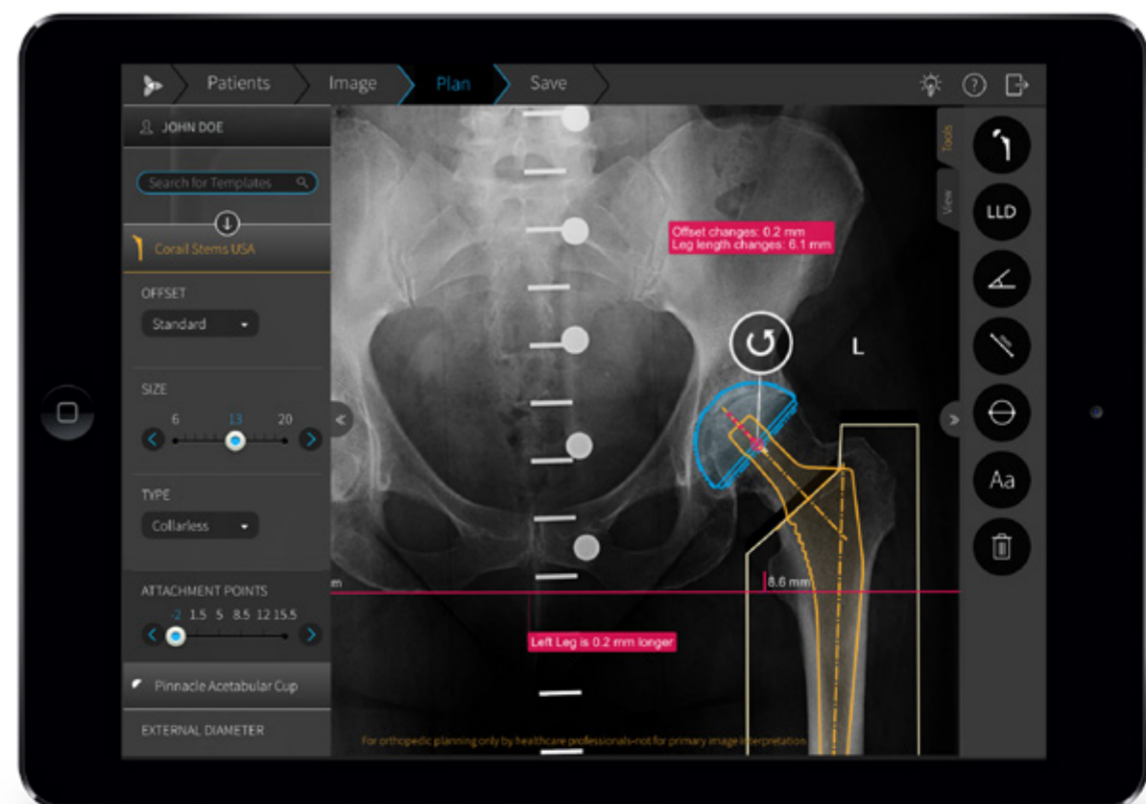 Patients
Image
Plan
Save
JOHN DOE
Search for Templates
Corail Stems USA
OFFSET
Standard
SIZE
6 13 20
TYPE
Collarless
ATTACHMENT POINTS
-2 1.5 5 8.5 12 15.5
Pinnacle Acetabular Cup
EXTERNAL DIAMETER
Offset changes: 0.2 mm
Leg length changes: 6.1 mm
L
m
8.6 mm
Left Leg is 0.2 mm longer
For orthopedic planning only by healthcare professionals-not for primary image interpretation
Tools
View
LLD
Aa